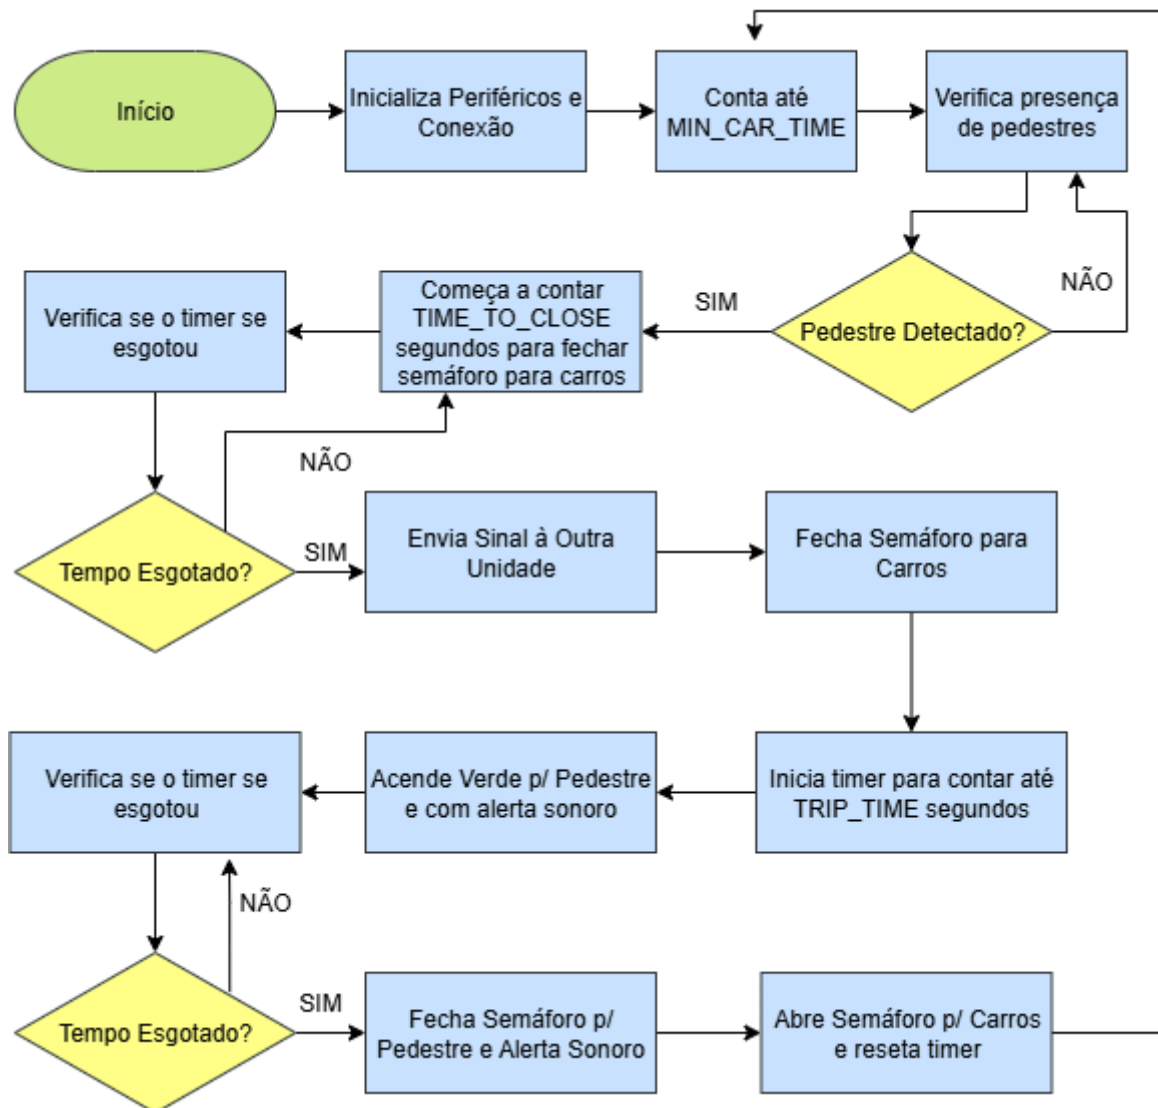 Início
Inicializa Periféricos e
Conexão
Conta até
MIN_CAR_TIME
Verifica presença
de pedestres
Pedestre Detectado?
NÃO
SIM
Começa a contar
TIME_TO_CLOSE
segundos para fechar
semáforo para carros
Verifica se o timer se
esgotou
Tempo Esgotado?
NÃO
SIM
Envia Sinal à Outra
Unidade
Fecha Semáforo para
Carros
Inicia timer para contar até
TRIP_TIME segundos
Acende Verde p/ Pedestre
e com alerta sonoro
Verifica se o timer se
esgotou
Tempo Esgotado?
NÃO
SIM
Fecha Semáforo p/
Pedestre e Alerta Sonoro
Abre Semáforo p/ Carros
e reseta timer